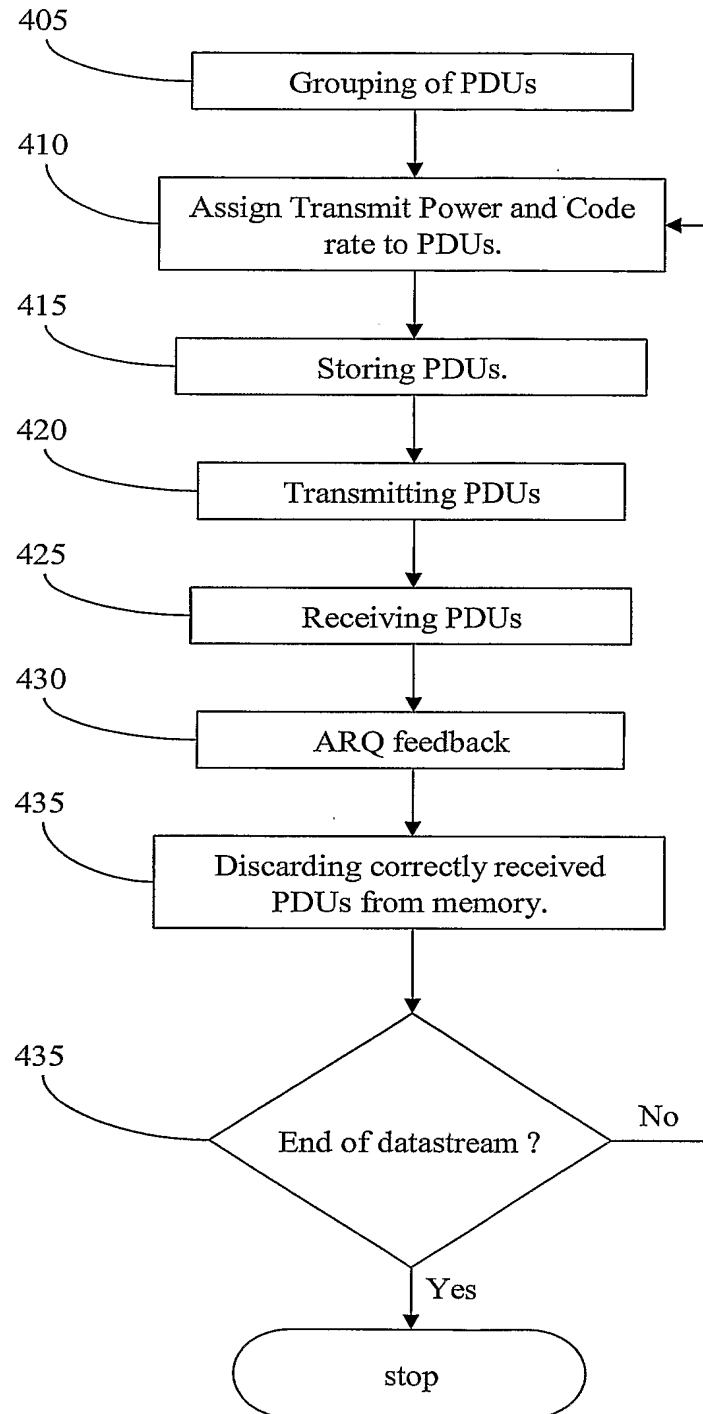 405
Grouping of PDUs
410
Assign Transmit Power and Code
rate to PDUs.
415
Storing PDUs.
420
Transmitting PDUs
425
Receiving PDUs
430
ARQ feedback
435
Discarding correctly received
PDUs from memory.
435
End of datastream ?
No
Yes
stop